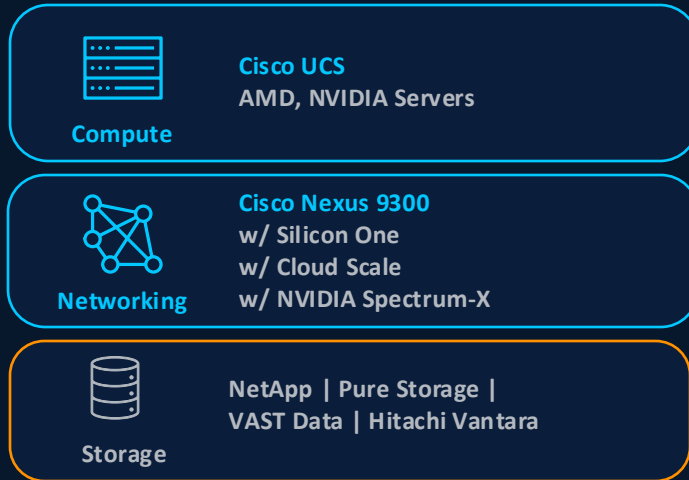 Compute
Cisco UCS
AMD, NVIDIA Servers
Networking
Cisco Nexus 9300
w/ Silicon One
w/ Cloud Scale
w/ NVIDIA Spectrum-X
Storage
NetApp | Pure Storage |
VAST Data | Hitachi Vantara